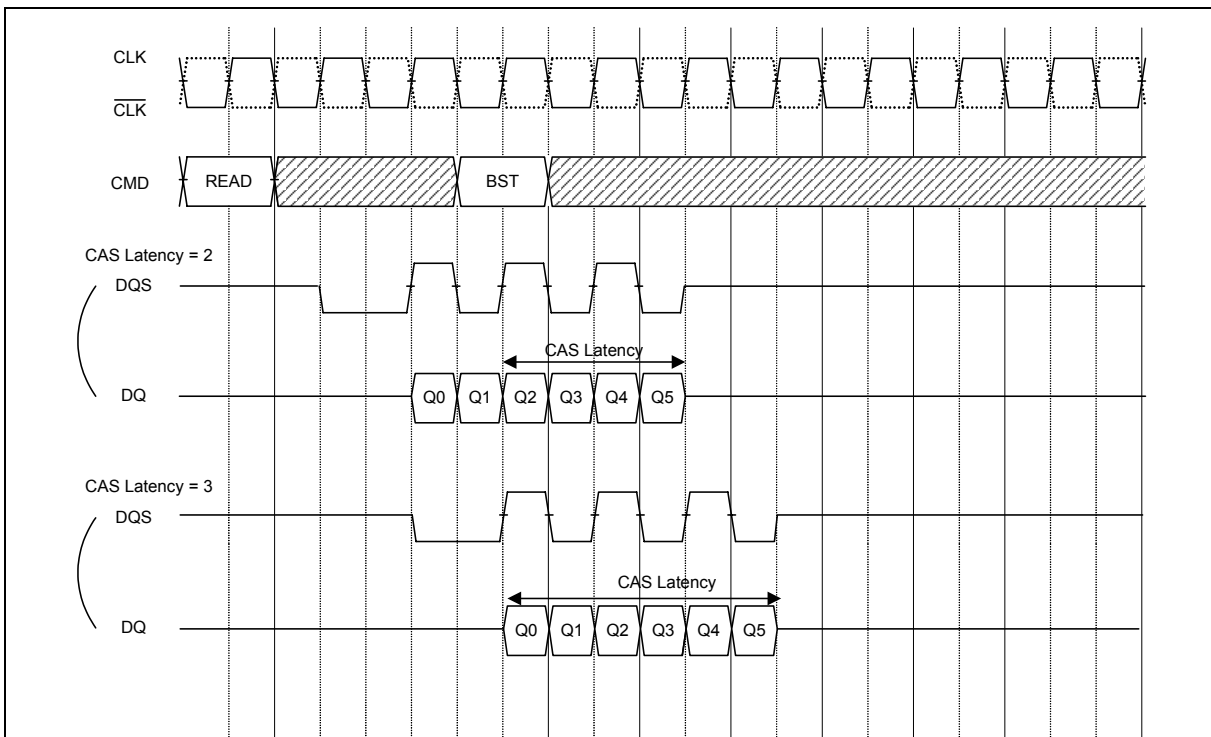 CLK
CLK
CMD READ BST
CAS Latency = 2
DQS
CAS Latency
DQ Q0 Q1 Q2 Q3 Q4 Q5
CAS Latency = 3
DQS
CAS Latency
DQ Q0 Q1 Q2 Q3 Q4 Q5